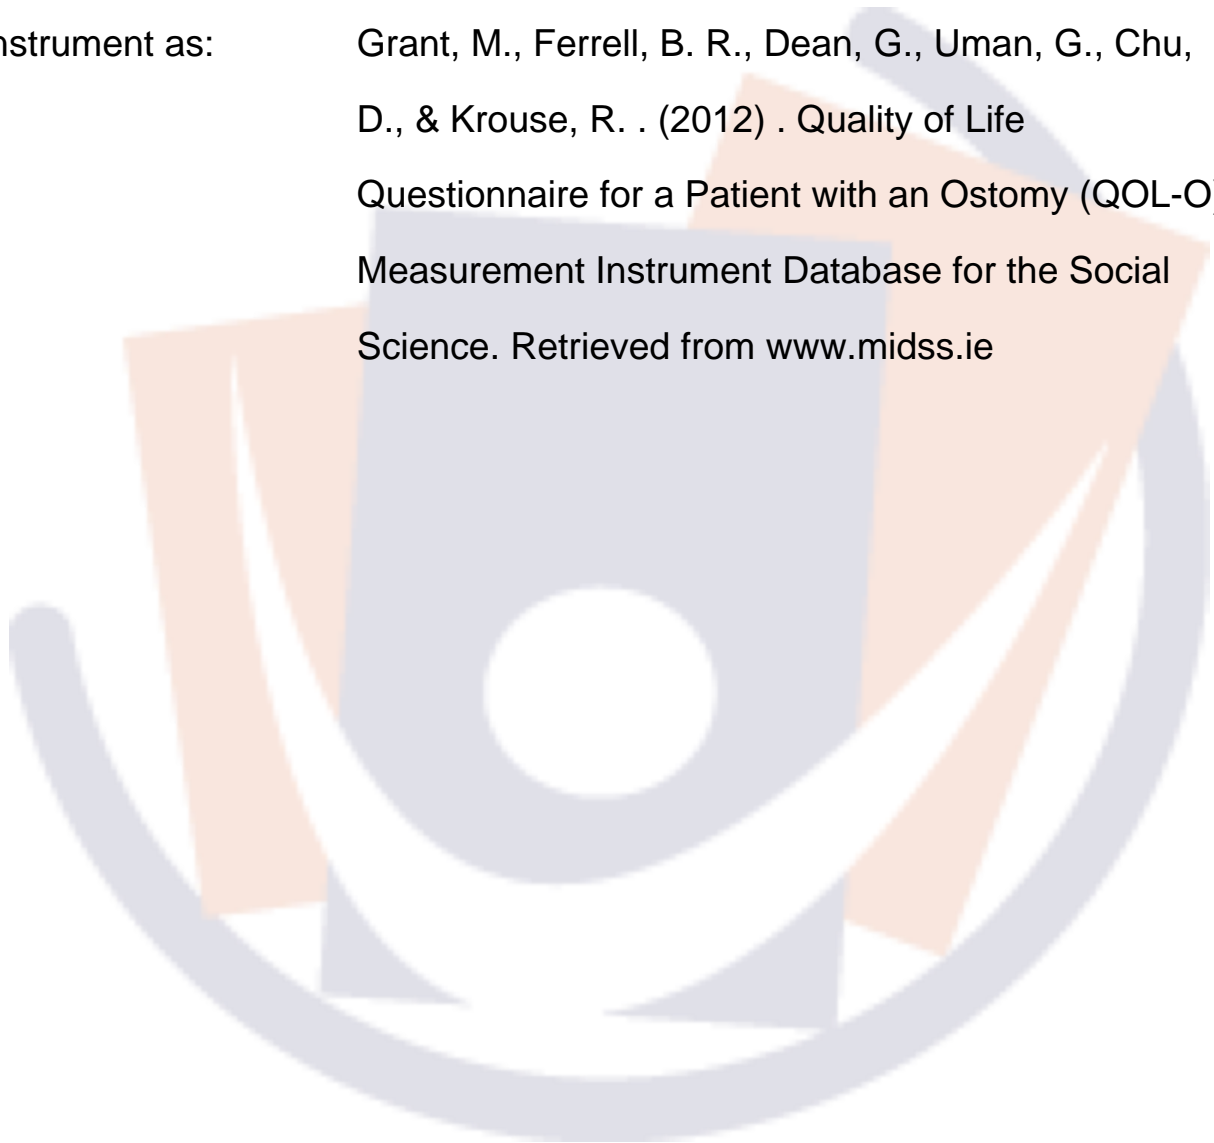 nstrument as: Grant, M., Ferrell, B. R., Dean, G., Uman, G., Chu,
D., & Krouse, R. . (2012) . Quality of Life
Questionnaire for a Patient with an Ostomy (QOL-O)
Measurement Instrument Database for the Social
Science. Retrieved from www.midss.ie